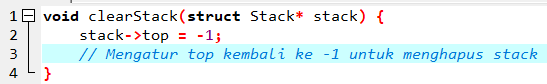 1 void clearStack(struct Stack* stack) {
2 stack->top = -1;
3 // Mengatur top kembali ke -1 untuk menghapus stack
4 }